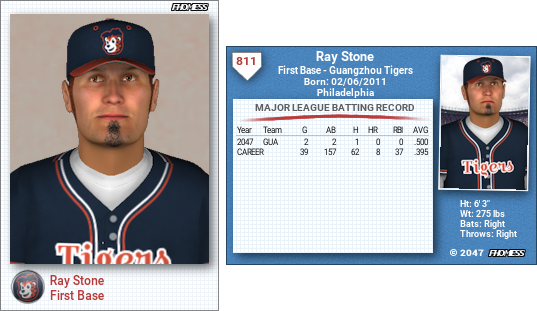 PHOMESS
Tigers
Ray Stone
First Base
811
Ray Stone
First Base - Guangzhou Tigers
Born: 02/06/2011
Philadelphia
MAJOR LEAGUE BATTING RECORD
Year Team G AB H HR RBI AVG
2047 GUA 2 2 1 0 0 .500
CAREER 39 157 62 8 37 .395
Tigers
Ht: 6' 3"
Wt: 275 lbs
Bats: Right
Throws: Right
© 2047 PHOMESS